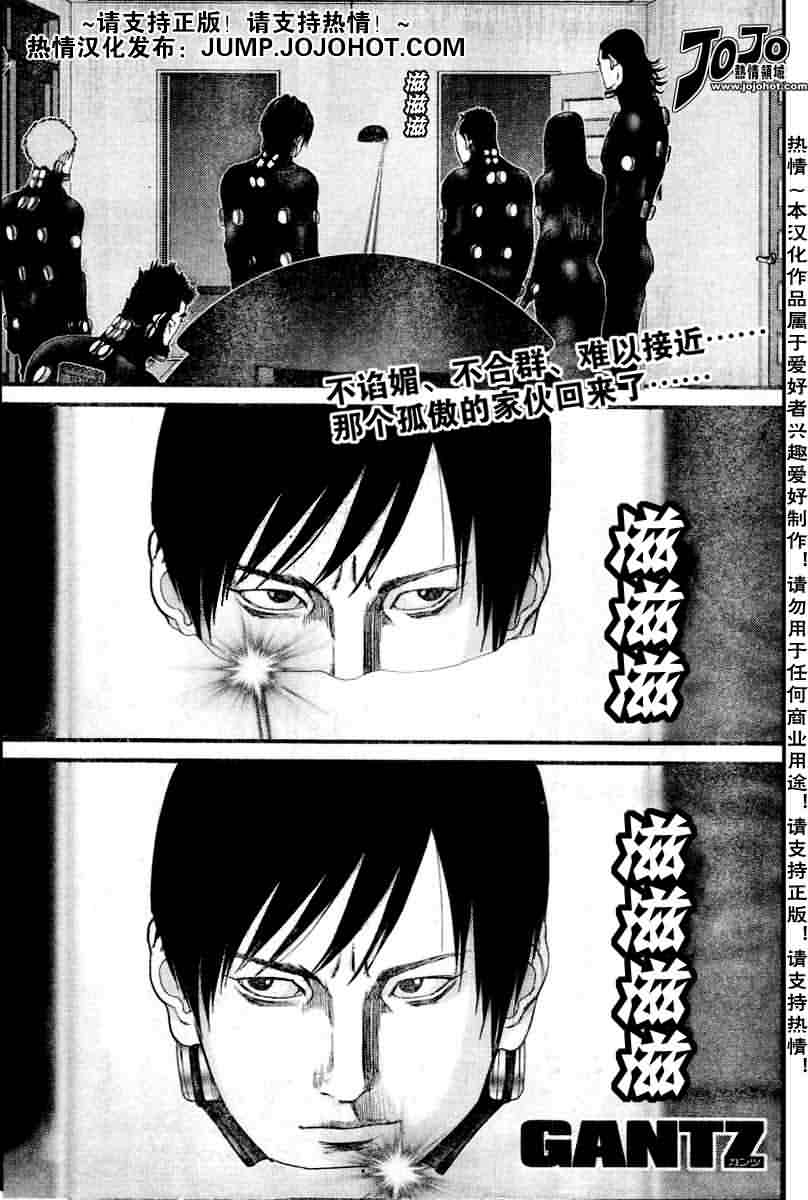 ~请支持正版！请支持热情！~
热情汉化发布：JUMP.JOJOHOT.COM
JOJO
熱情領域
www.jojohot.com
滋滋滋
不谄媚、不合群、难以接近……
那个孤傲的家伙回来了……
热情~本汉化作品属于爱好者兴趣爱好制作！请勿用于任何商业用途！请支持正版！请支持热情！
滋滋滋
滋滋滋滋
GANTZ
ガンツ